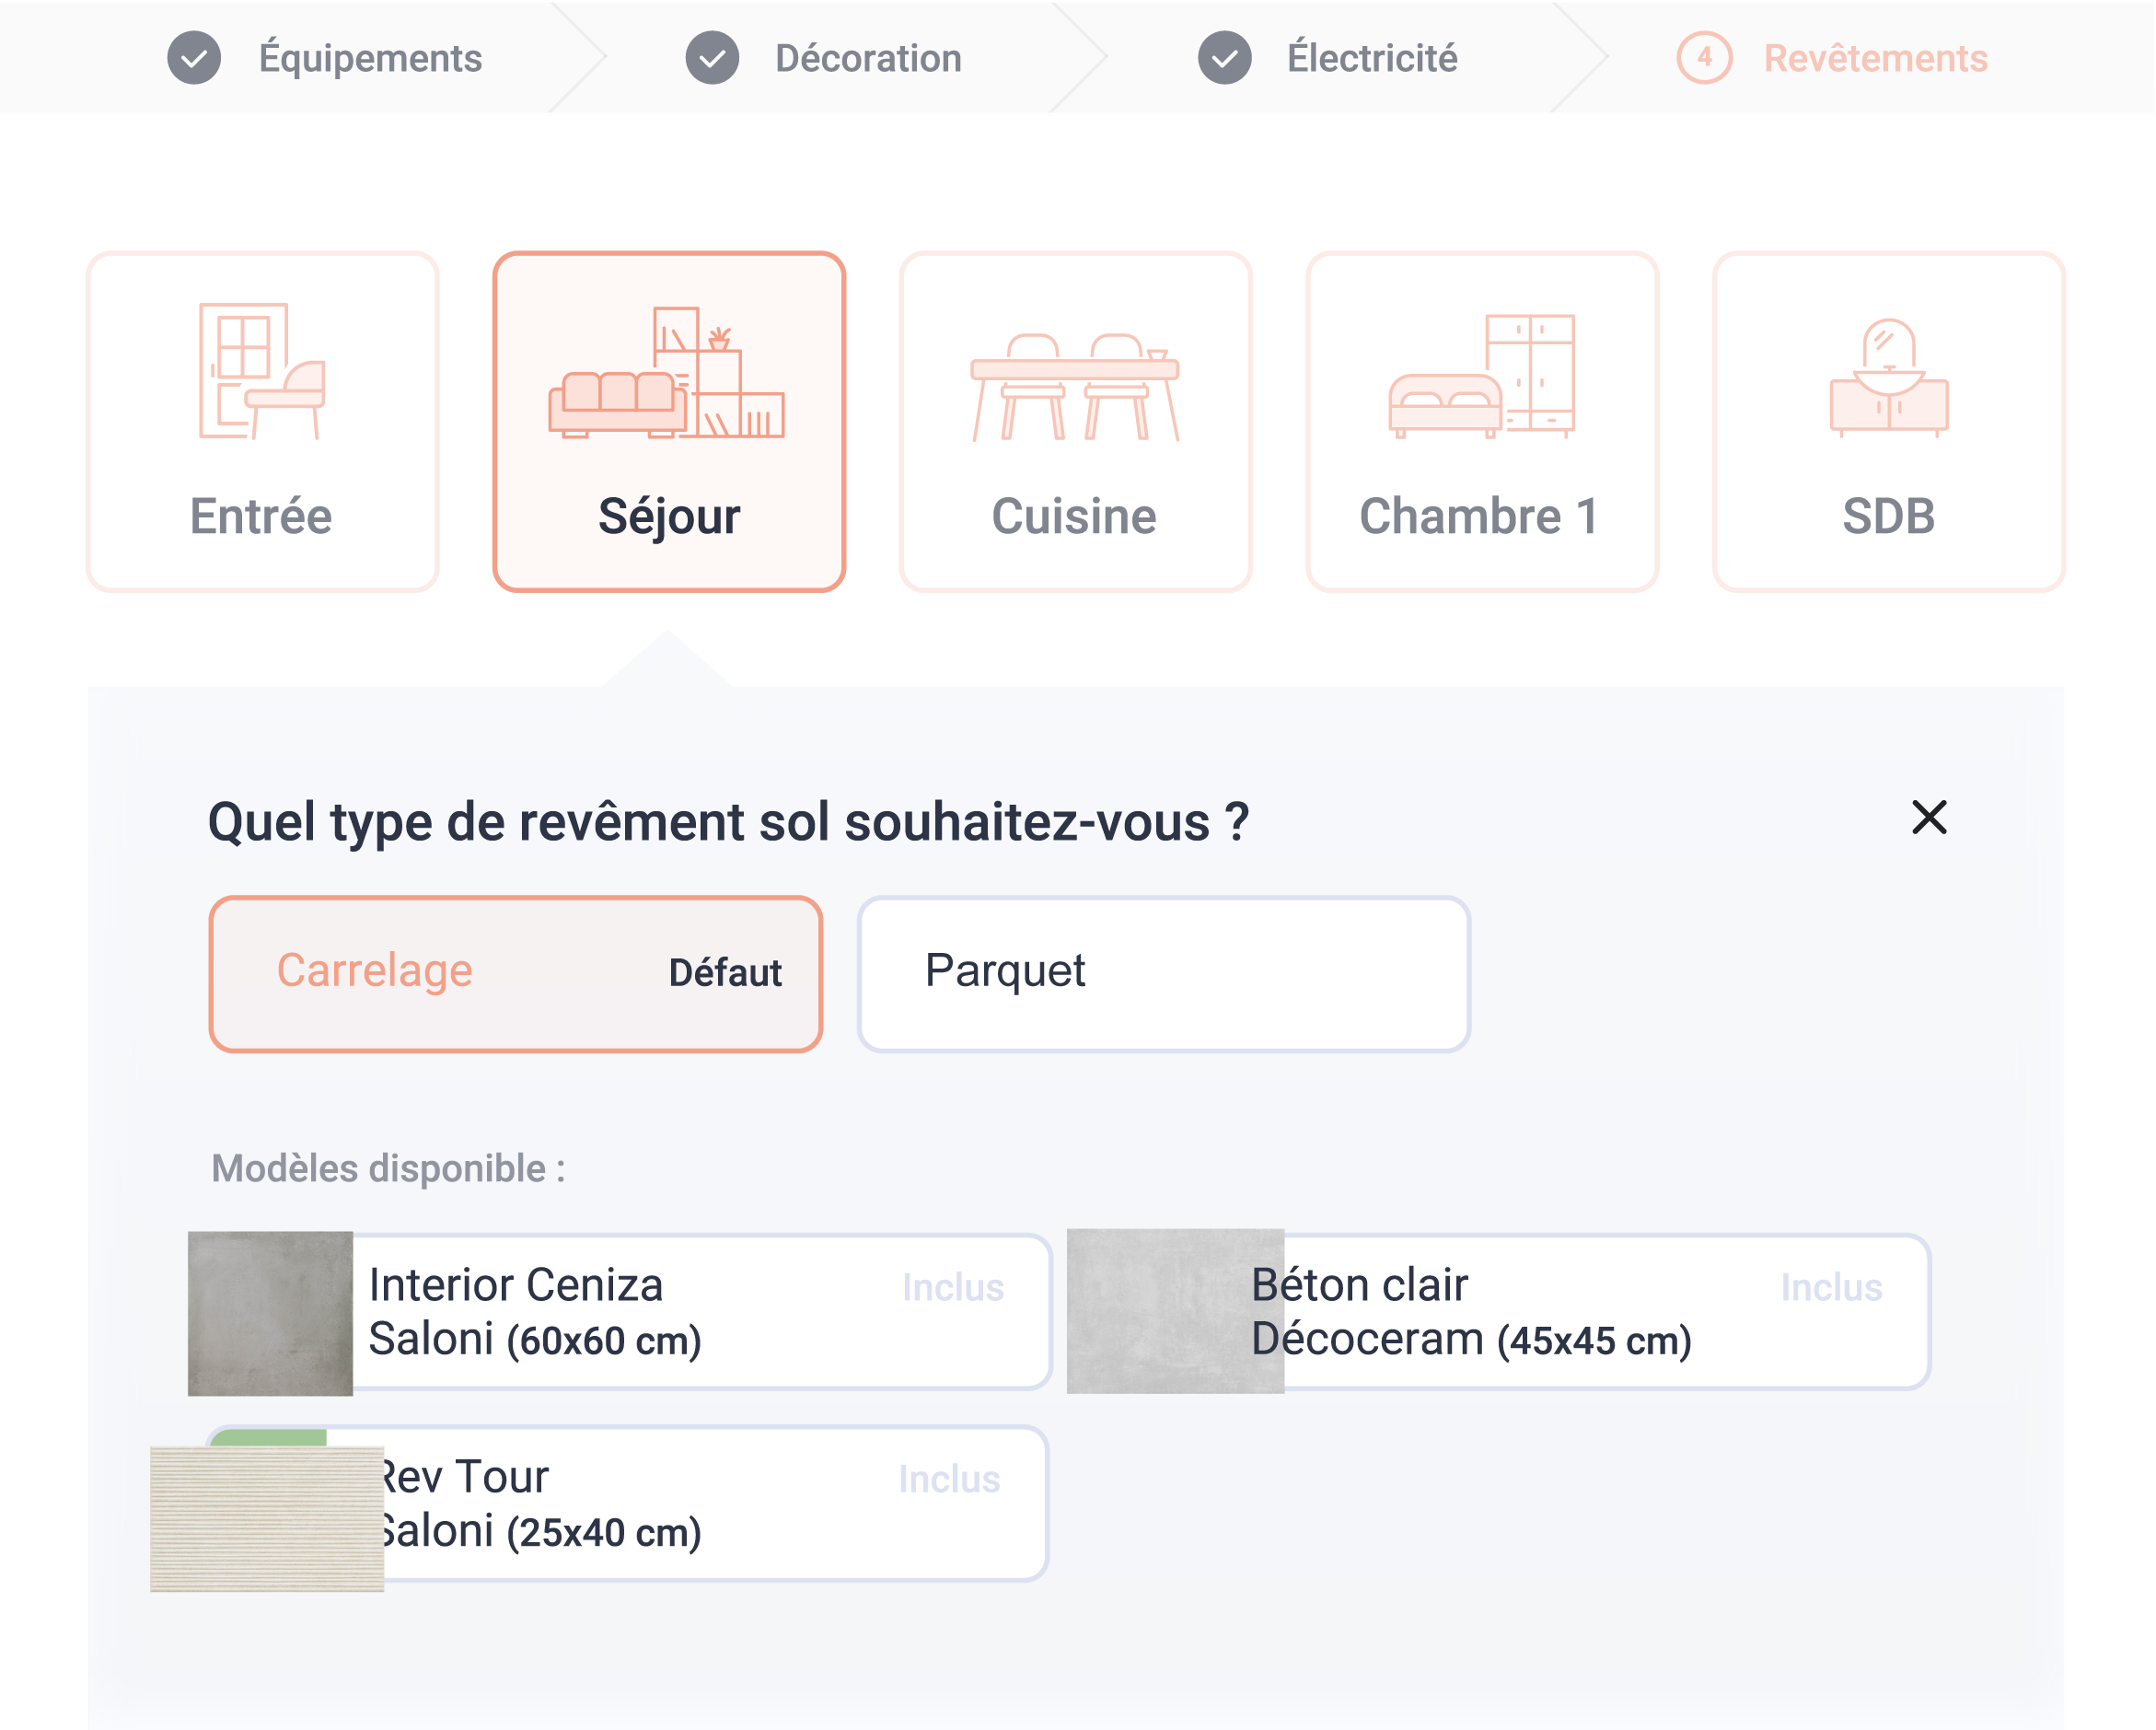 Équipements
Décoration
Électricité
4 Revêtements
Entrée
Séjour
Cuisine
Chambre 1
SDB
Quel type de revêment sol souhaitez-vous ?
Carrelage Défaut
Parquet
Modèles disponible :
Interior Ceniza Inclus
Saloni (60x60 cm)
Béton clair Inclus
Décoceram (45x45 cm)
Rev Tour Inclus
Saloni (25x40 cm)